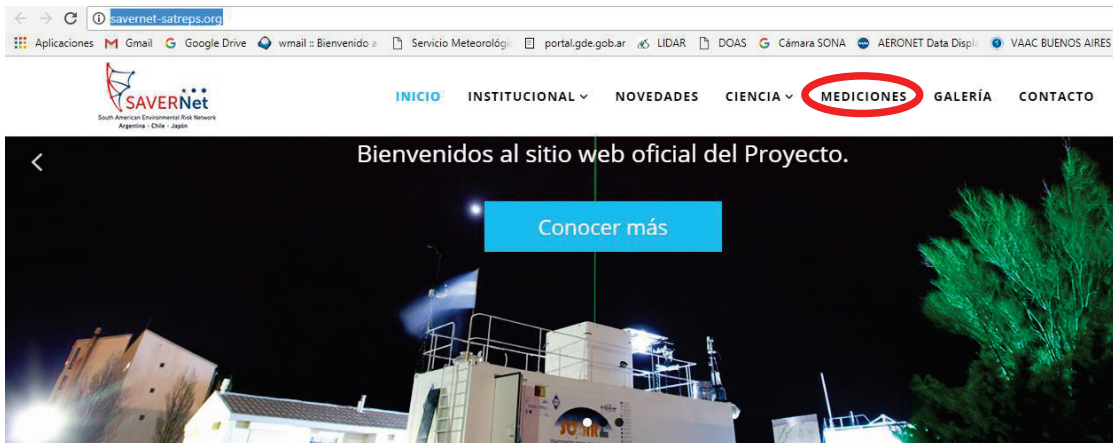 savernet-satreps.org
Aplicaciones Gmail Google Drive wmail :: Bienvenido a Servicio Meteorológi portal.gde.gob.ar LIDAR DOAS Cámara SONA AERONET Data Displa VAAC BUENOS AIRES
SAVERNet
South American Environmental Risk Network
Argentina - Chile - Japón
INICIO INSTITUCIONAL NOVEDADES CIENCIA MEDICIONES GALERÍA CONTACTO
Bienvenidos al sitio web oficial del Proyecto.
Conocer más